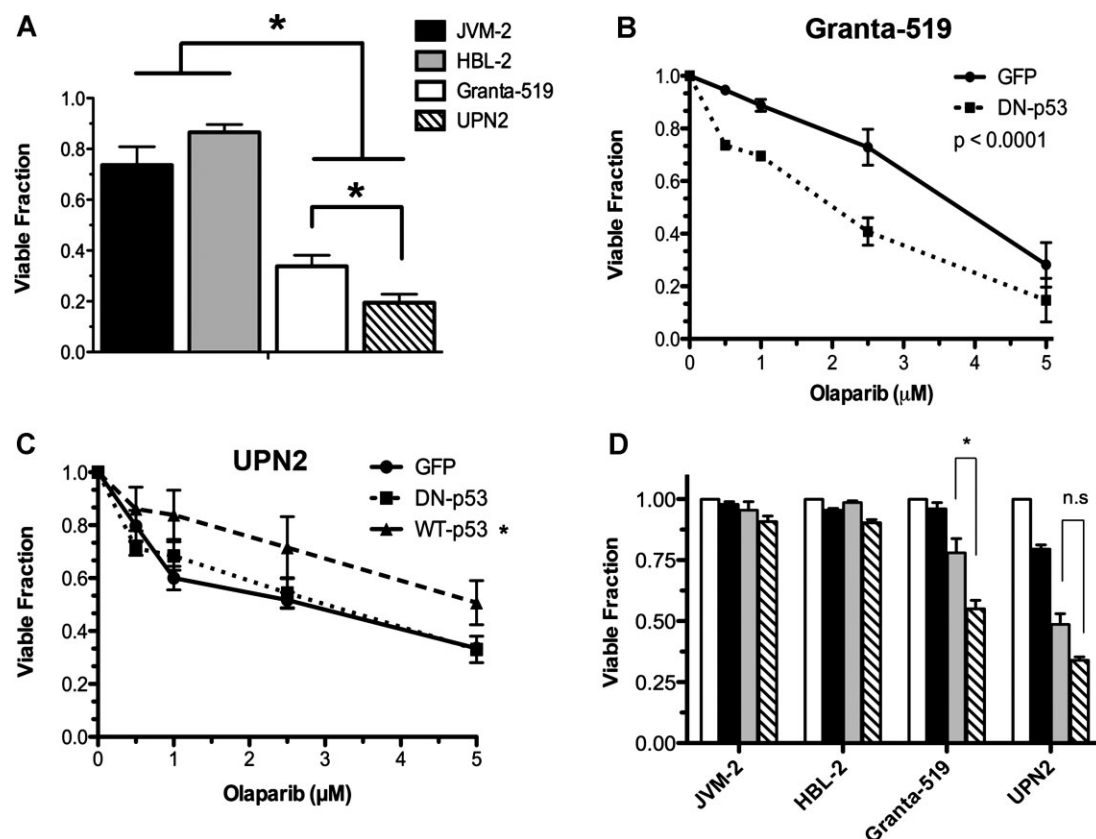 A
*
*
JVM-2
HBL-2
Granta-519
UPN2
Viable Fraction
1.0
0.8
0.6
0.4
0.2
0.0
B
Granta-519
GFP
DN-p53
p < 0.0001
Viable Fraction
1.0
0.8
0.6
0.4
0.2
0.0
0 1 2 3 4 5
Olaparib (μM)
C
UPN2
GFP
DN-p53
WT-p53 *
Viable Fraction
1.0
0.8
0.6
0.4
0.2
0.0
0 1 2 3 4 5
Olaparib (µM)
D
*
n.s
Viable Fraction
1.00
0.75
0.50
0.25
0.00
JVM-2
HBL-2
Granta-519
UPN2